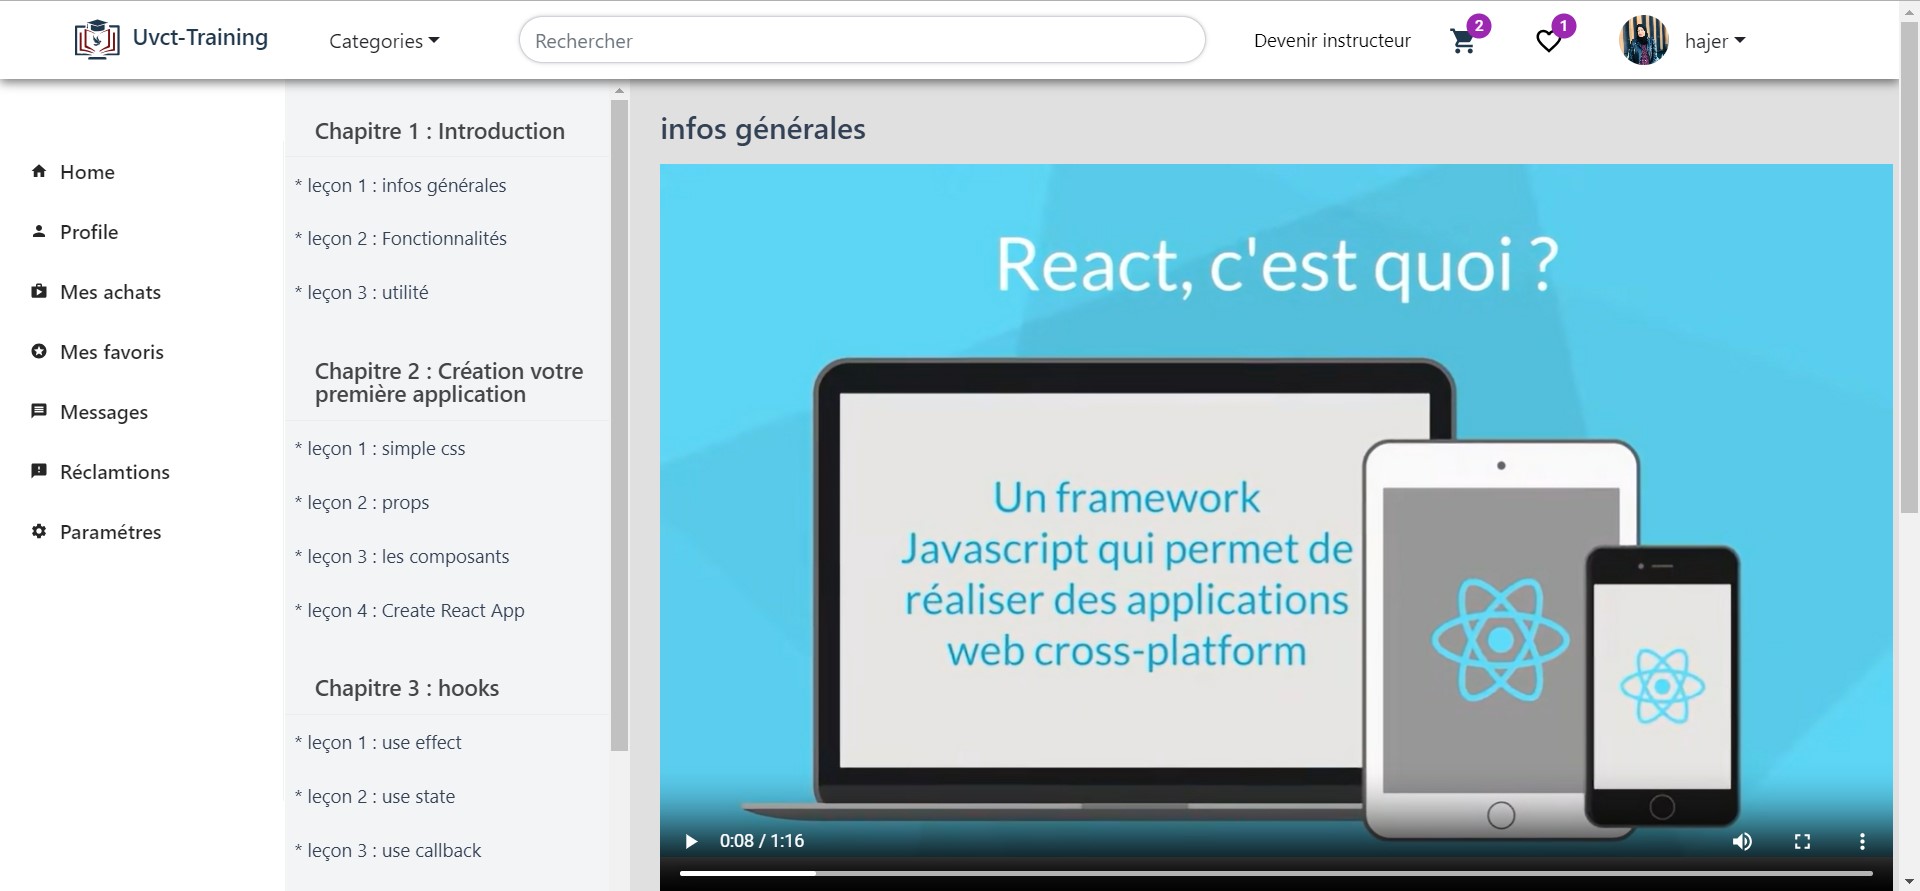 Uvct-Training
Categories
Rechercher
Devenir instructeur
2
1
hajer
Home
Profile
Mes achats
Mes favoris
Messages
Réclamtions
Paramétres
Chapitre 1 : Introduction
* leçon 1 : infos générales
* leçon 2 : Fonctionnalités
* leçon 3 : utilité
Chapitre 2 : Création votre
première application
* leçon 1 : simple css
* leçon 2 : props
* leçon 3 : les composants
* leçon 4 : Create React App
Chapitre 3 : hooks
* leçon 1 : use effect
* leçon 2 : use state
* leçon 3 : use callback
infos générales
React, c'est quoi ?
Un framework
Javascript qui permet de
réaliser des applications
web cross-platform
0:08 / 1:16